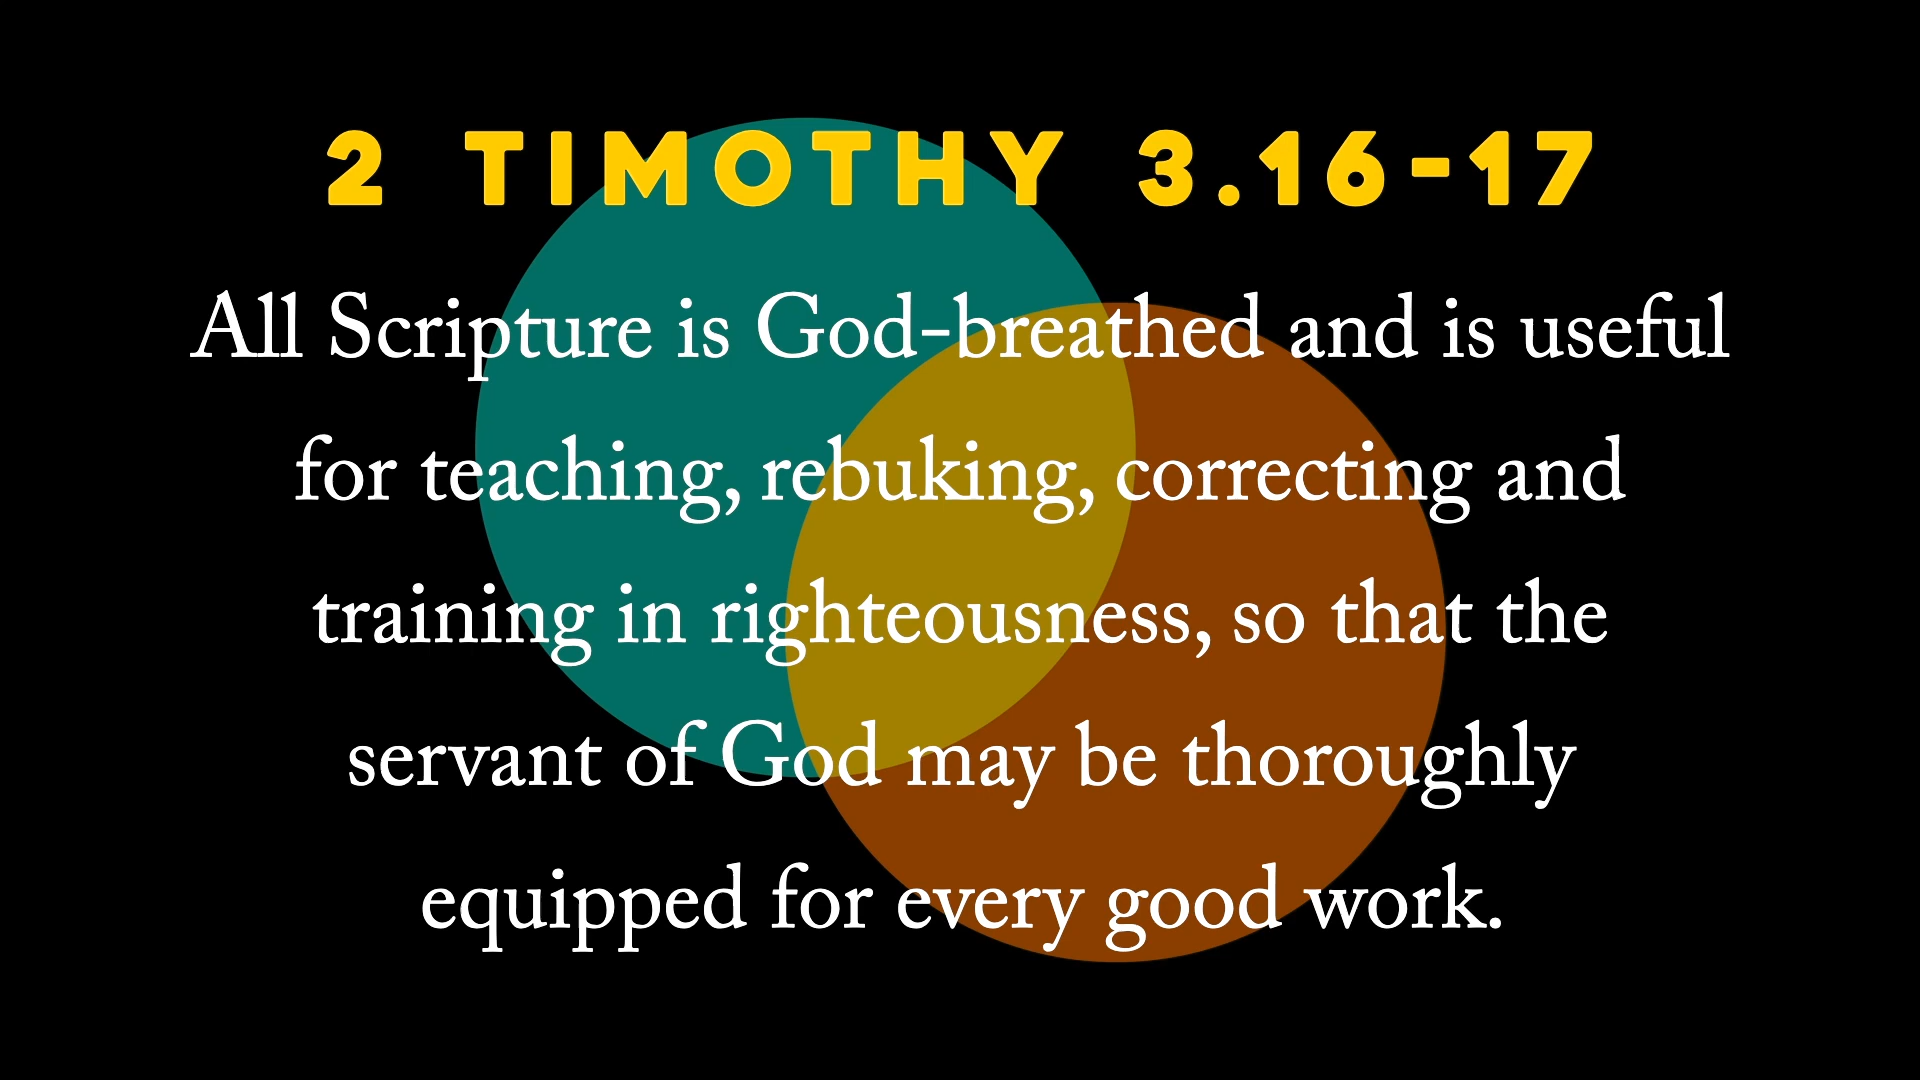 2 TIMOTHY 3.16-17
All Scripture is God-breathed and is useful
for teaching, rebuking, correcting and
training in righteousness, so that the
servant of God may be thoroughly
equipped for every good work.